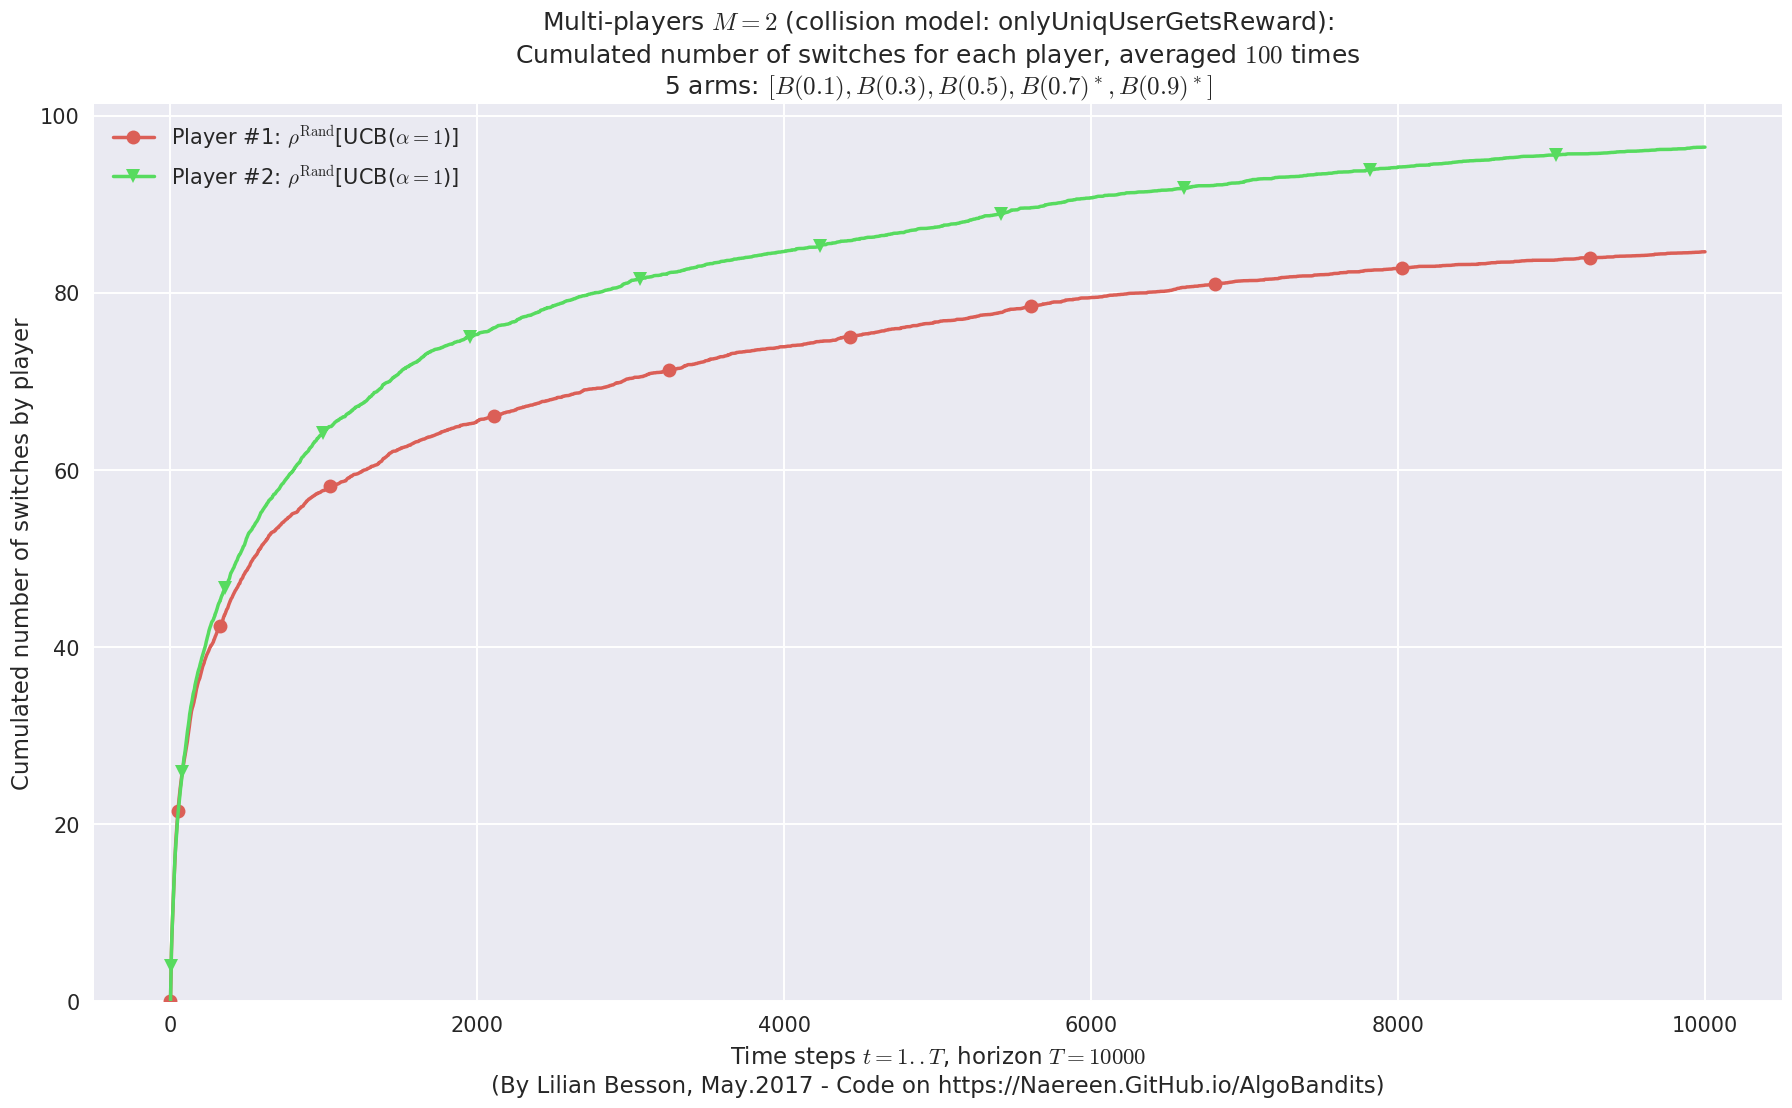 Multi-players M = 2 (collision model: onlyUniqUserGetsReward):
Cumulated number of switches for each player, averaged 100 times
5 arms: [B(0.1), B(0.3), B(0.5), B(0.7)*, B(0.9)*]
Player #1: ρ^Rand[UCB(α = 1)]
Player #2: ρ^Rand[UCB(α = 1)]
Cumulated number of switches by player
100
80
60
40
20
0
0 2000 4000 6000 8000 10000
Time steps t = 1..T, horizon T = 10000
(By Lilian Besson, May.2017 - Code on https://Naereen.GitHub.io/AlgoBandits)